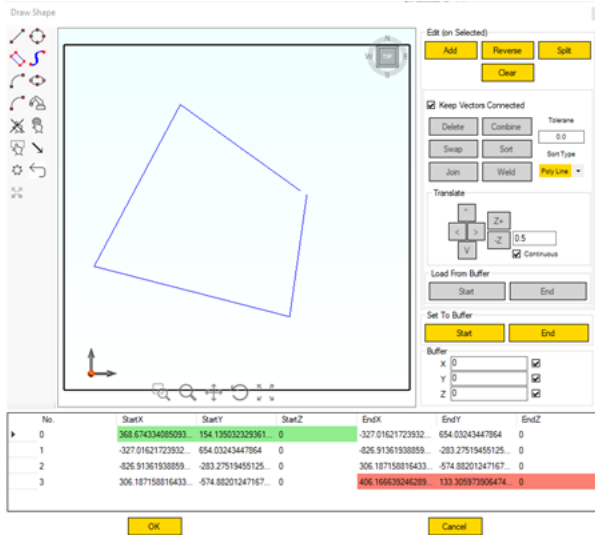 Draw Shape
Edit (on Selected)
Add Reverse Split
Clear
N
W TOP E
S
Keep Vectors Connected
Tolerane
Delete Combine
0.0
Swap Sort
Sort Type
Join Weld
Poly Line
Translate
^ Z+
< > -Z 0.5
V Continuous
Load From Buffer
Start End
Set To Buffer
Start End
Buffer
X 0
Y 0
Z 0
No. StartX StartY StartZ EndX EndY EndZ
0 368.674334085093... 154.135032329361... 0 -327.01621723932... 654.03243447864 0
1 -327.01621723932... 654.03243447864 0 -826.91361938859... -283.27519455125... 0
2 -826.91361938859... -283.27519455125... 0 306.187158816433... -574.88201247167... 0
3 306.187158816433... -574.88201247167... 0 406.166639246289... 133.305973906474... 0
OK Cancel